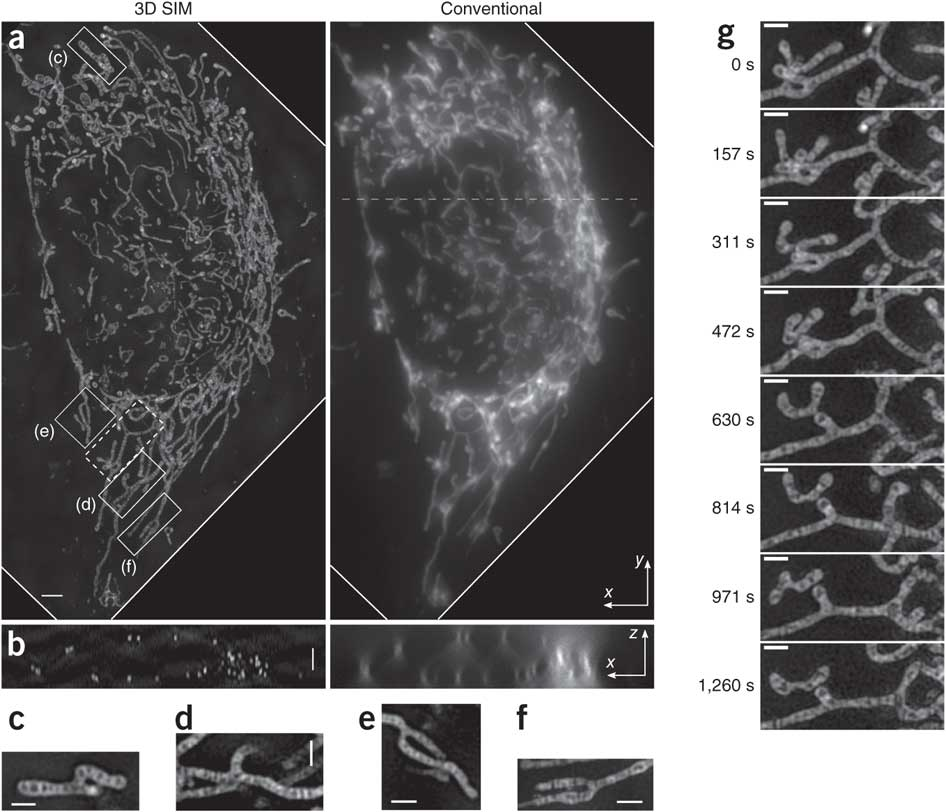 3D SIM
Conventional
a
(c)
(e)
(d)
(f)
y
x
b
z
x
c
d
e
f
g
0 s
157 s
311 s
472 s
630 s
814 s
971 s
1,260 s